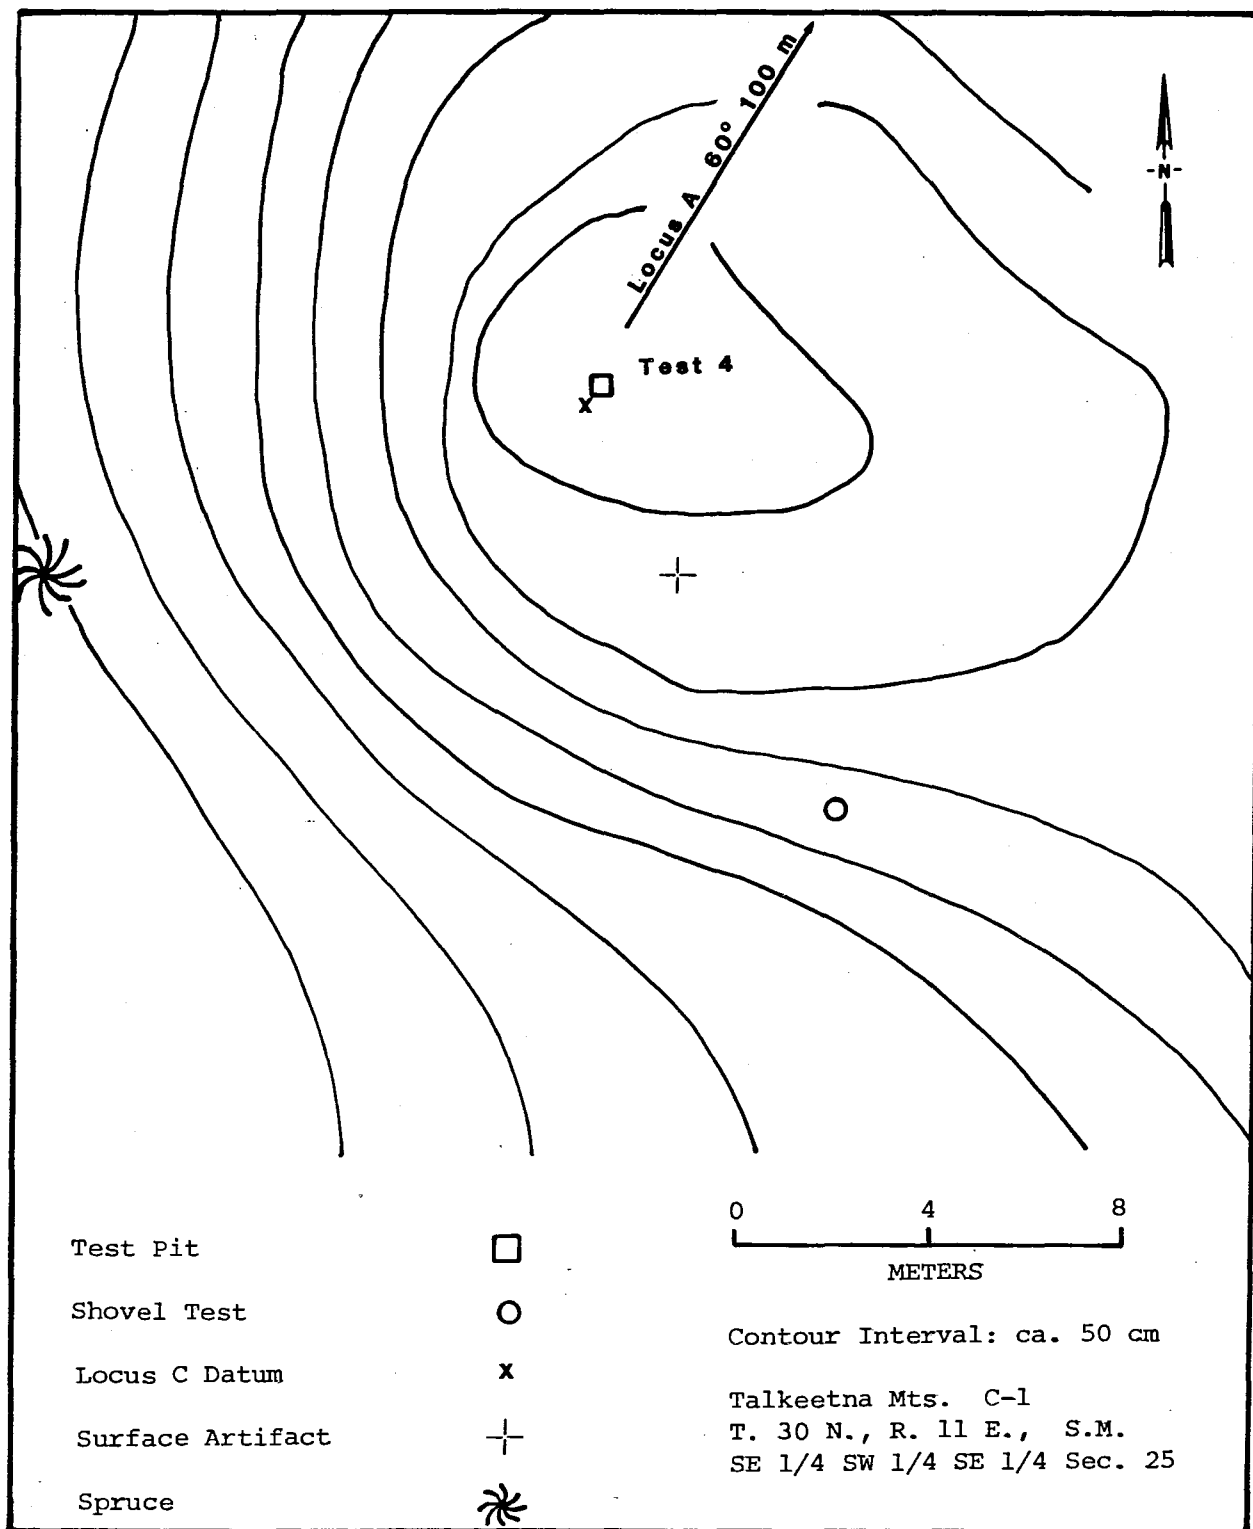 Locus A 60° 100 m
-N-
Test 4
x
0 4 8
METERS
Test Pit
Shovel Test
Locus C Datum x
Surface Artifact
Spruce
Contour Interval: ca. 50 cm
Talkeetna Mts. C-1
T. 30 N., R. 11 E., S.M.
SE 1/4 SW 1/4 SE 1/4 Sec. 25